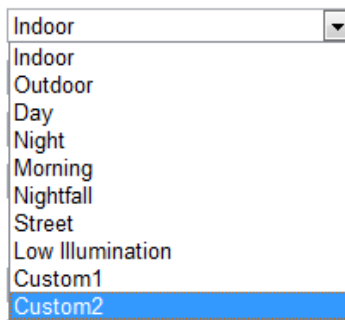 Indoor
Indoor
Outdoor
Day
Night
Morning
Nightfall
Street
Low Illumination
Custom1
Custom2